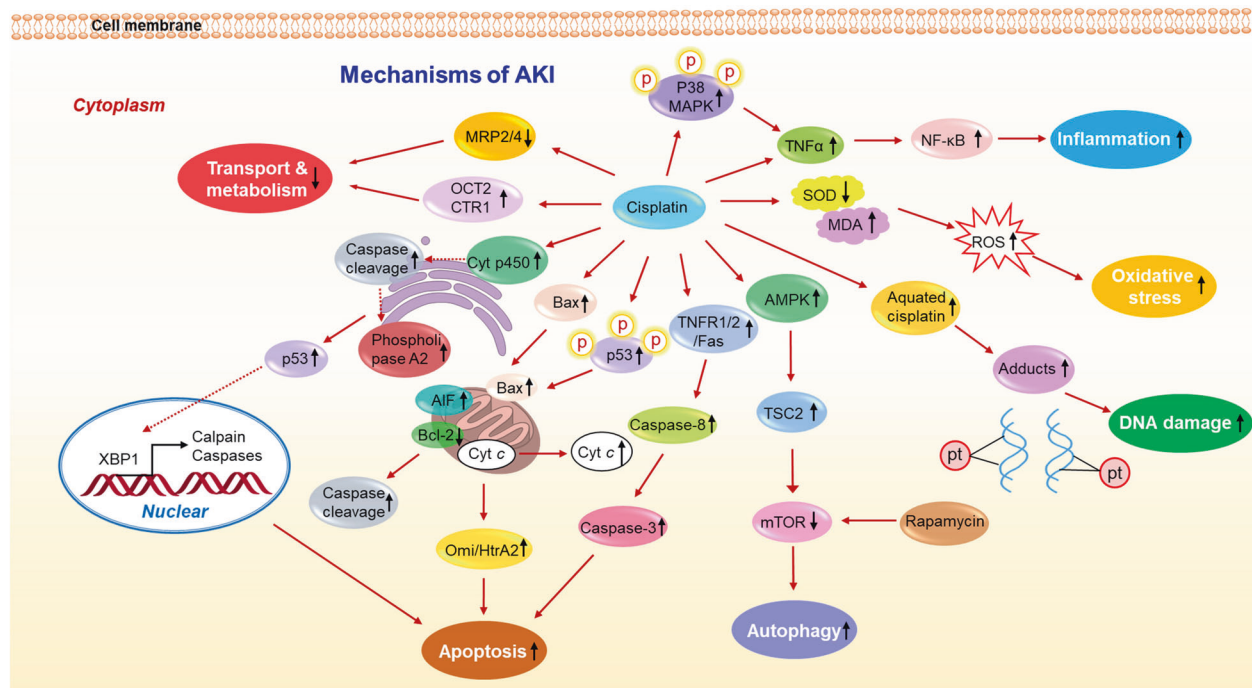 Cell membrane
Mechanisms of AKI
Cytoplasm
p
p
p
P38
MAPK
MRP2/4
TNFα
NF-κB
Inflammation
Transport &
metabolism
OCT2
CTR1
Cisplatin
SOD
MDA
ROS
Caspase
cleavage
Cyt p450
Oxidative
stress
Bax
AMPK
Aquated
cisplatin
TNFR1/2
/Fas
p
p
p
p53
p53
Phospholi
pase A2
Adducts
AIF
Bax
Bcl-2
Cyt c
Cyt c
Caspase-8
TSC2
DNA damage
XBP1
Calpain
Caspases
Nuclear
pt
pt
Caspase
cleavage
Omi/HtrA2
Caspase-3
mTOR
Rapamycin
Apoptosis
Autophagy